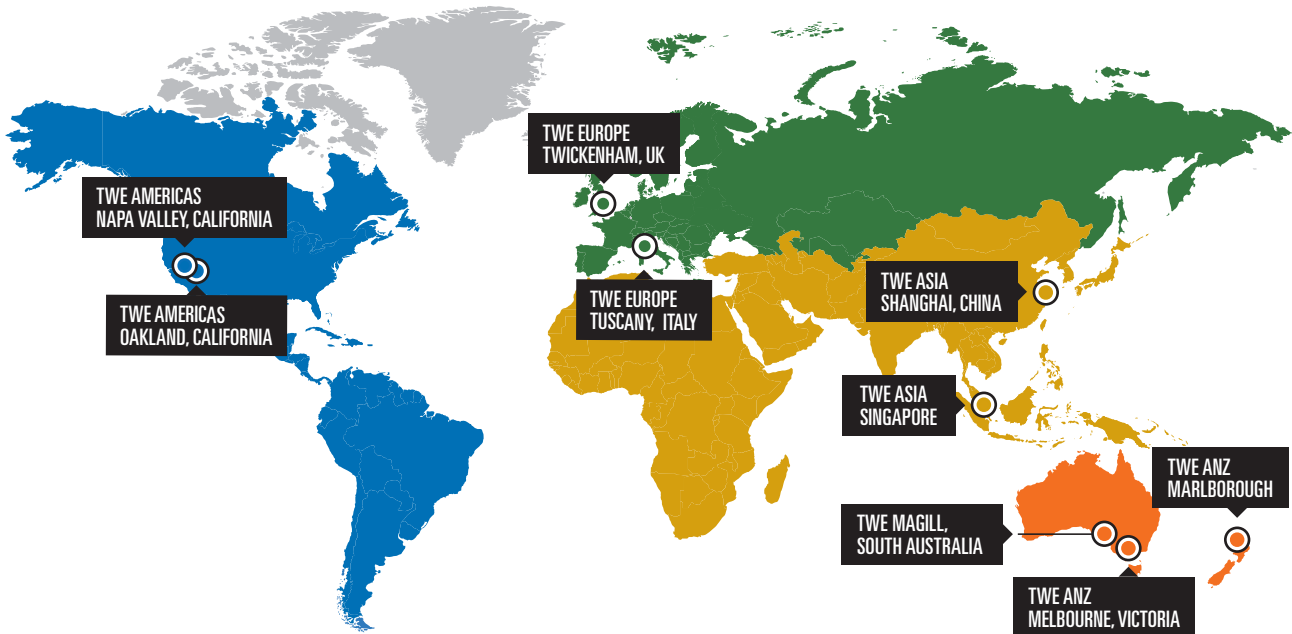 TWE EUROPE
TWICKENHAM, UK
TWE AMERICAS
NAPA VALLEY, CALIFORNIA
TWE AMERICAS
OAKLAND, CALIFORNIA
TWE EUROPE
TUSCANY, ITALY
TWE ASIA
SHANGHAI, CHINA
TWE ASIA
SINGAPORE
TWE ANZ
MARLBOROUGH
TWE MAGILL,
SOUTH AUSTRALIA
TWE ANZ
MELBOURNE, VICTORIA